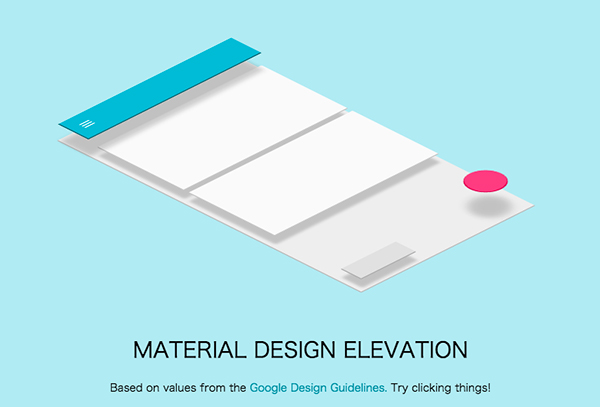 MATERIAL DESIGN ELEVATION
Based on values from the Google Design Guidelines. Try clicking things!